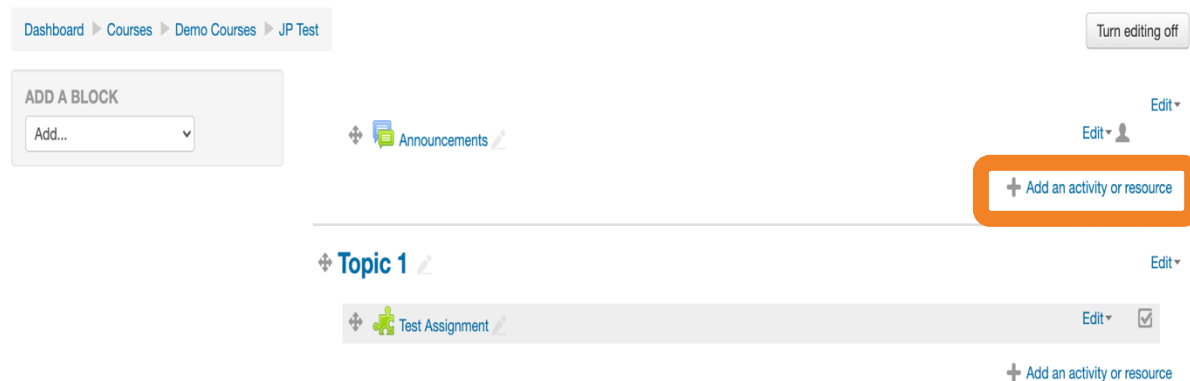 Dashboard Courses Demo Courses JP Test
Turn editing off
ADD A BLOCK
Add...
Edit
Announcements
Edit
Add an activity or resource
Topic 1
Edit
Test Assignment
Edit
Add an activity or resource